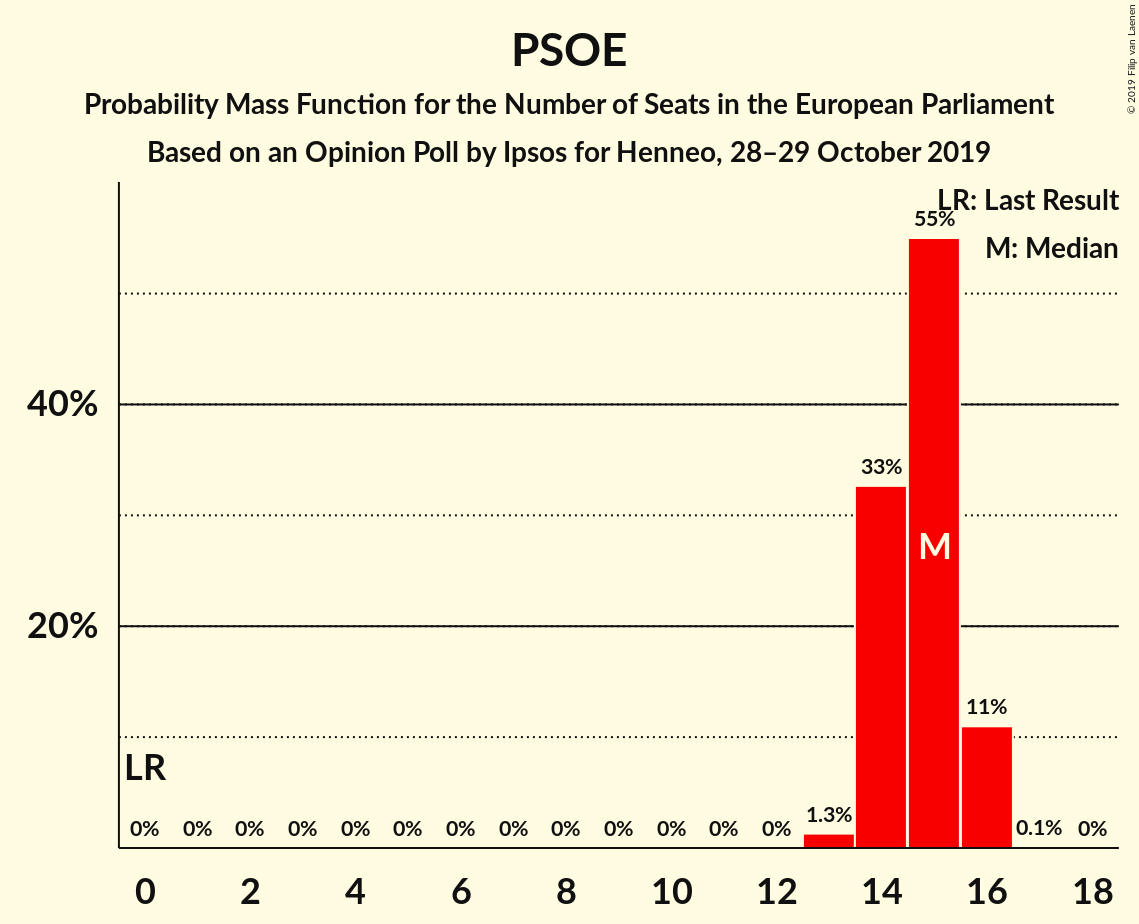 PSOE
Probability Mass Function for the Number of Seats in the European Parliament
Based on an Opinion Poll by Ipsos for Henneo, 28–29 October 2019
© 2019 Filip van Laenen
LR: Last Result
M: Median
55%
40%
33%
M
20%
11%
LR
0% 0% 0% 0% 0% 0% 0% 0% 0% 0% 0% 0% 0% 1.3% 0.1% 0%
0 2 4 6 8 10 12 14 16 18